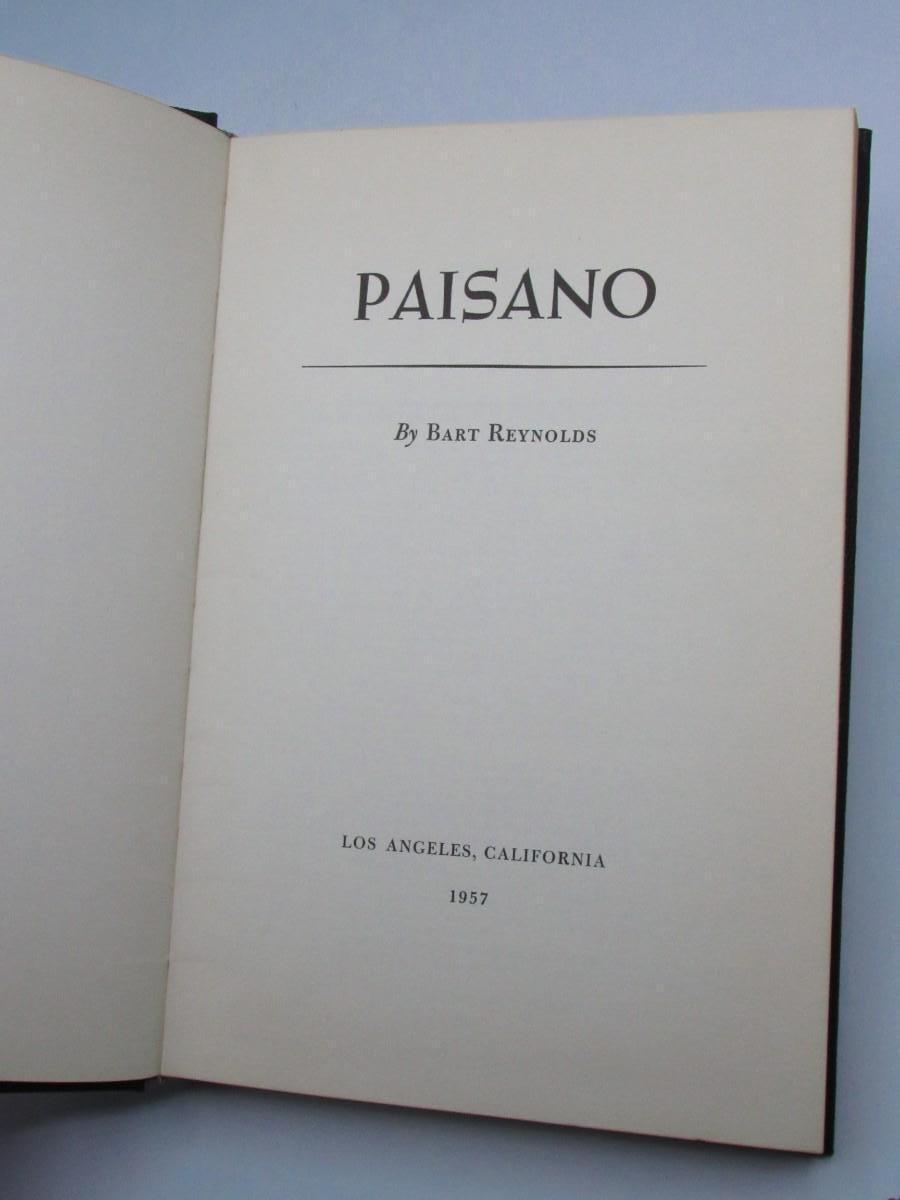 PAISANO
By BART REYNOLDS
LOS ANGELES, CALIFORNIA
1957